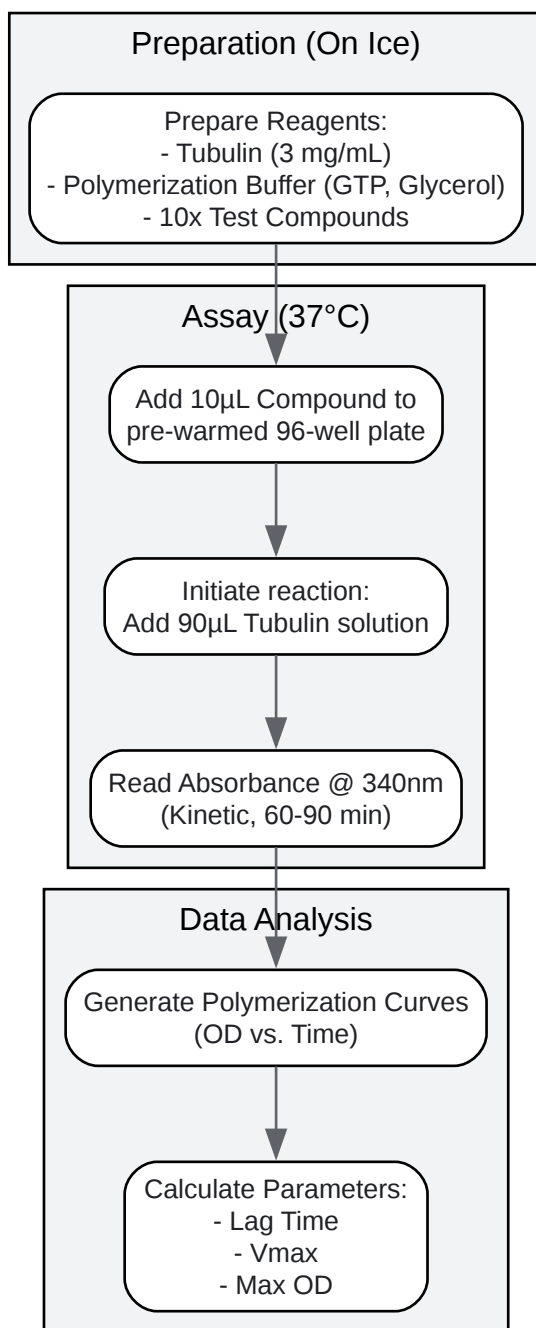 Preparation (On Ice)
Prepare Reagents:
- Tubulin (3 mg/mL)
- Polymerization Buffer (GTP, Glycerol)
- 10x Test Compounds
Assay (37°C)
Add 10µL Compound to
pre-warmed 96-well plate
Initiate reaction:
Add 90µL Tubulin solution
Read Absorbance @ 340nm
(Kinetic, 60-90 min)
Data Analysis
Generate Polymerization Curves
(OD vs. Time)
Calculate Parameters:
- Lag Time
- Vmax
- Max OD